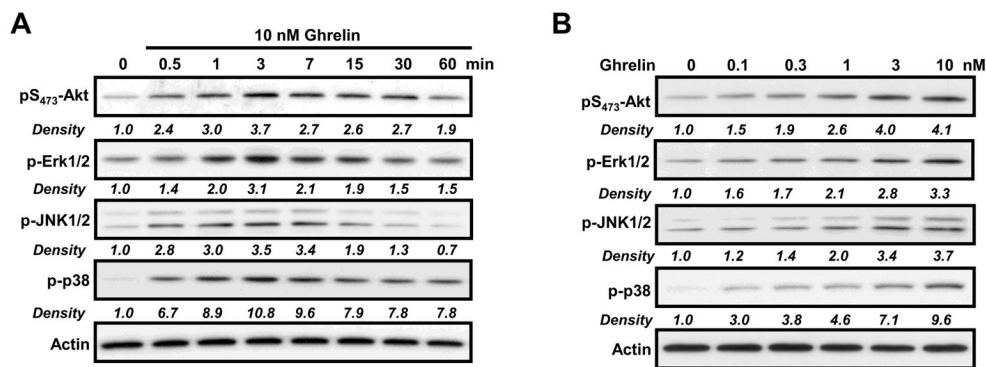 A
10 nM Ghrelin
0 0.5 1 3 7 15 30 60 min
pS473-Akt
Density 1.0 2.4 3.0 3.7 2.7 2.6 2.7 1.9
p-Erk1/2
Density 1.0 1.4 2.0 3.1 2.1 1.9 1.5 1.5
p-JNK1/2
Density 1.0 2.8 3.0 3.5 3.4 1.9 1.3 0.7
p-p38
Density 1.0 6.7 8.9 10.8 9.6 7.9 7.8 7.8
Actin
B
Ghrelin 0 0.1 0.3 1 3 10 nM
pS473-Akt
Density 1.0 1.5 1.9 2.6 4.0 4.1
p-Erk1/2
Density 1.0 1.6 1.7 2.1 2.8 3.3
p-JNK1/2
Density 1.0 1.2 1.4 2.0 3.4 3.7
p-p38
Density 1.0 3.0 3.8 4.6 7.1 9.6
Actin